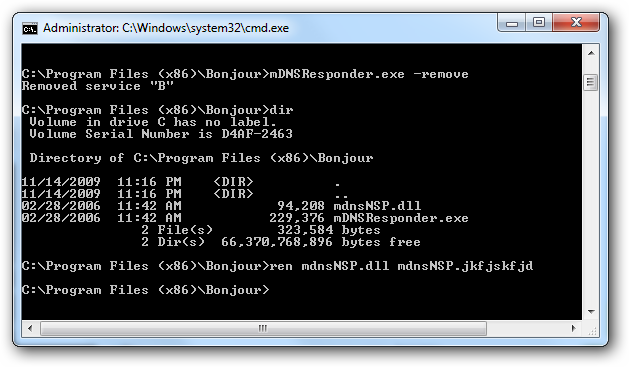 Administrator: C:\Windows\system32\cmd.exe
C:\Program Files (x86)\Bonjour>mDNSResponder.exe -remove
Removed service "B"
C:\Program Files (x86)\Bonjour>dir
Volume in drive C has no label.
Volume Serial Number is D4AF-2463
Directory of C:\Program Files (x86)\Bonjour
11/14/2009  11:16 PM    <DIR>          .
11/14/2009  11:16 PM    <DIR>          ..
02/28/2006  11:42 AM            94,208 mdnsNSP.dll
02/28/2006  11:42 AM           229,376 mDNSResponder.exe
2 File(s)        323,584 bytes
2 Dir(s)  66,370,768,896 bytes free
C:\Program Files (x86)\Bonjour>ren mdnsNSP.dll mdnsNSP.jkfjskfjd
C:\Program Files (x86)\Bonjour>